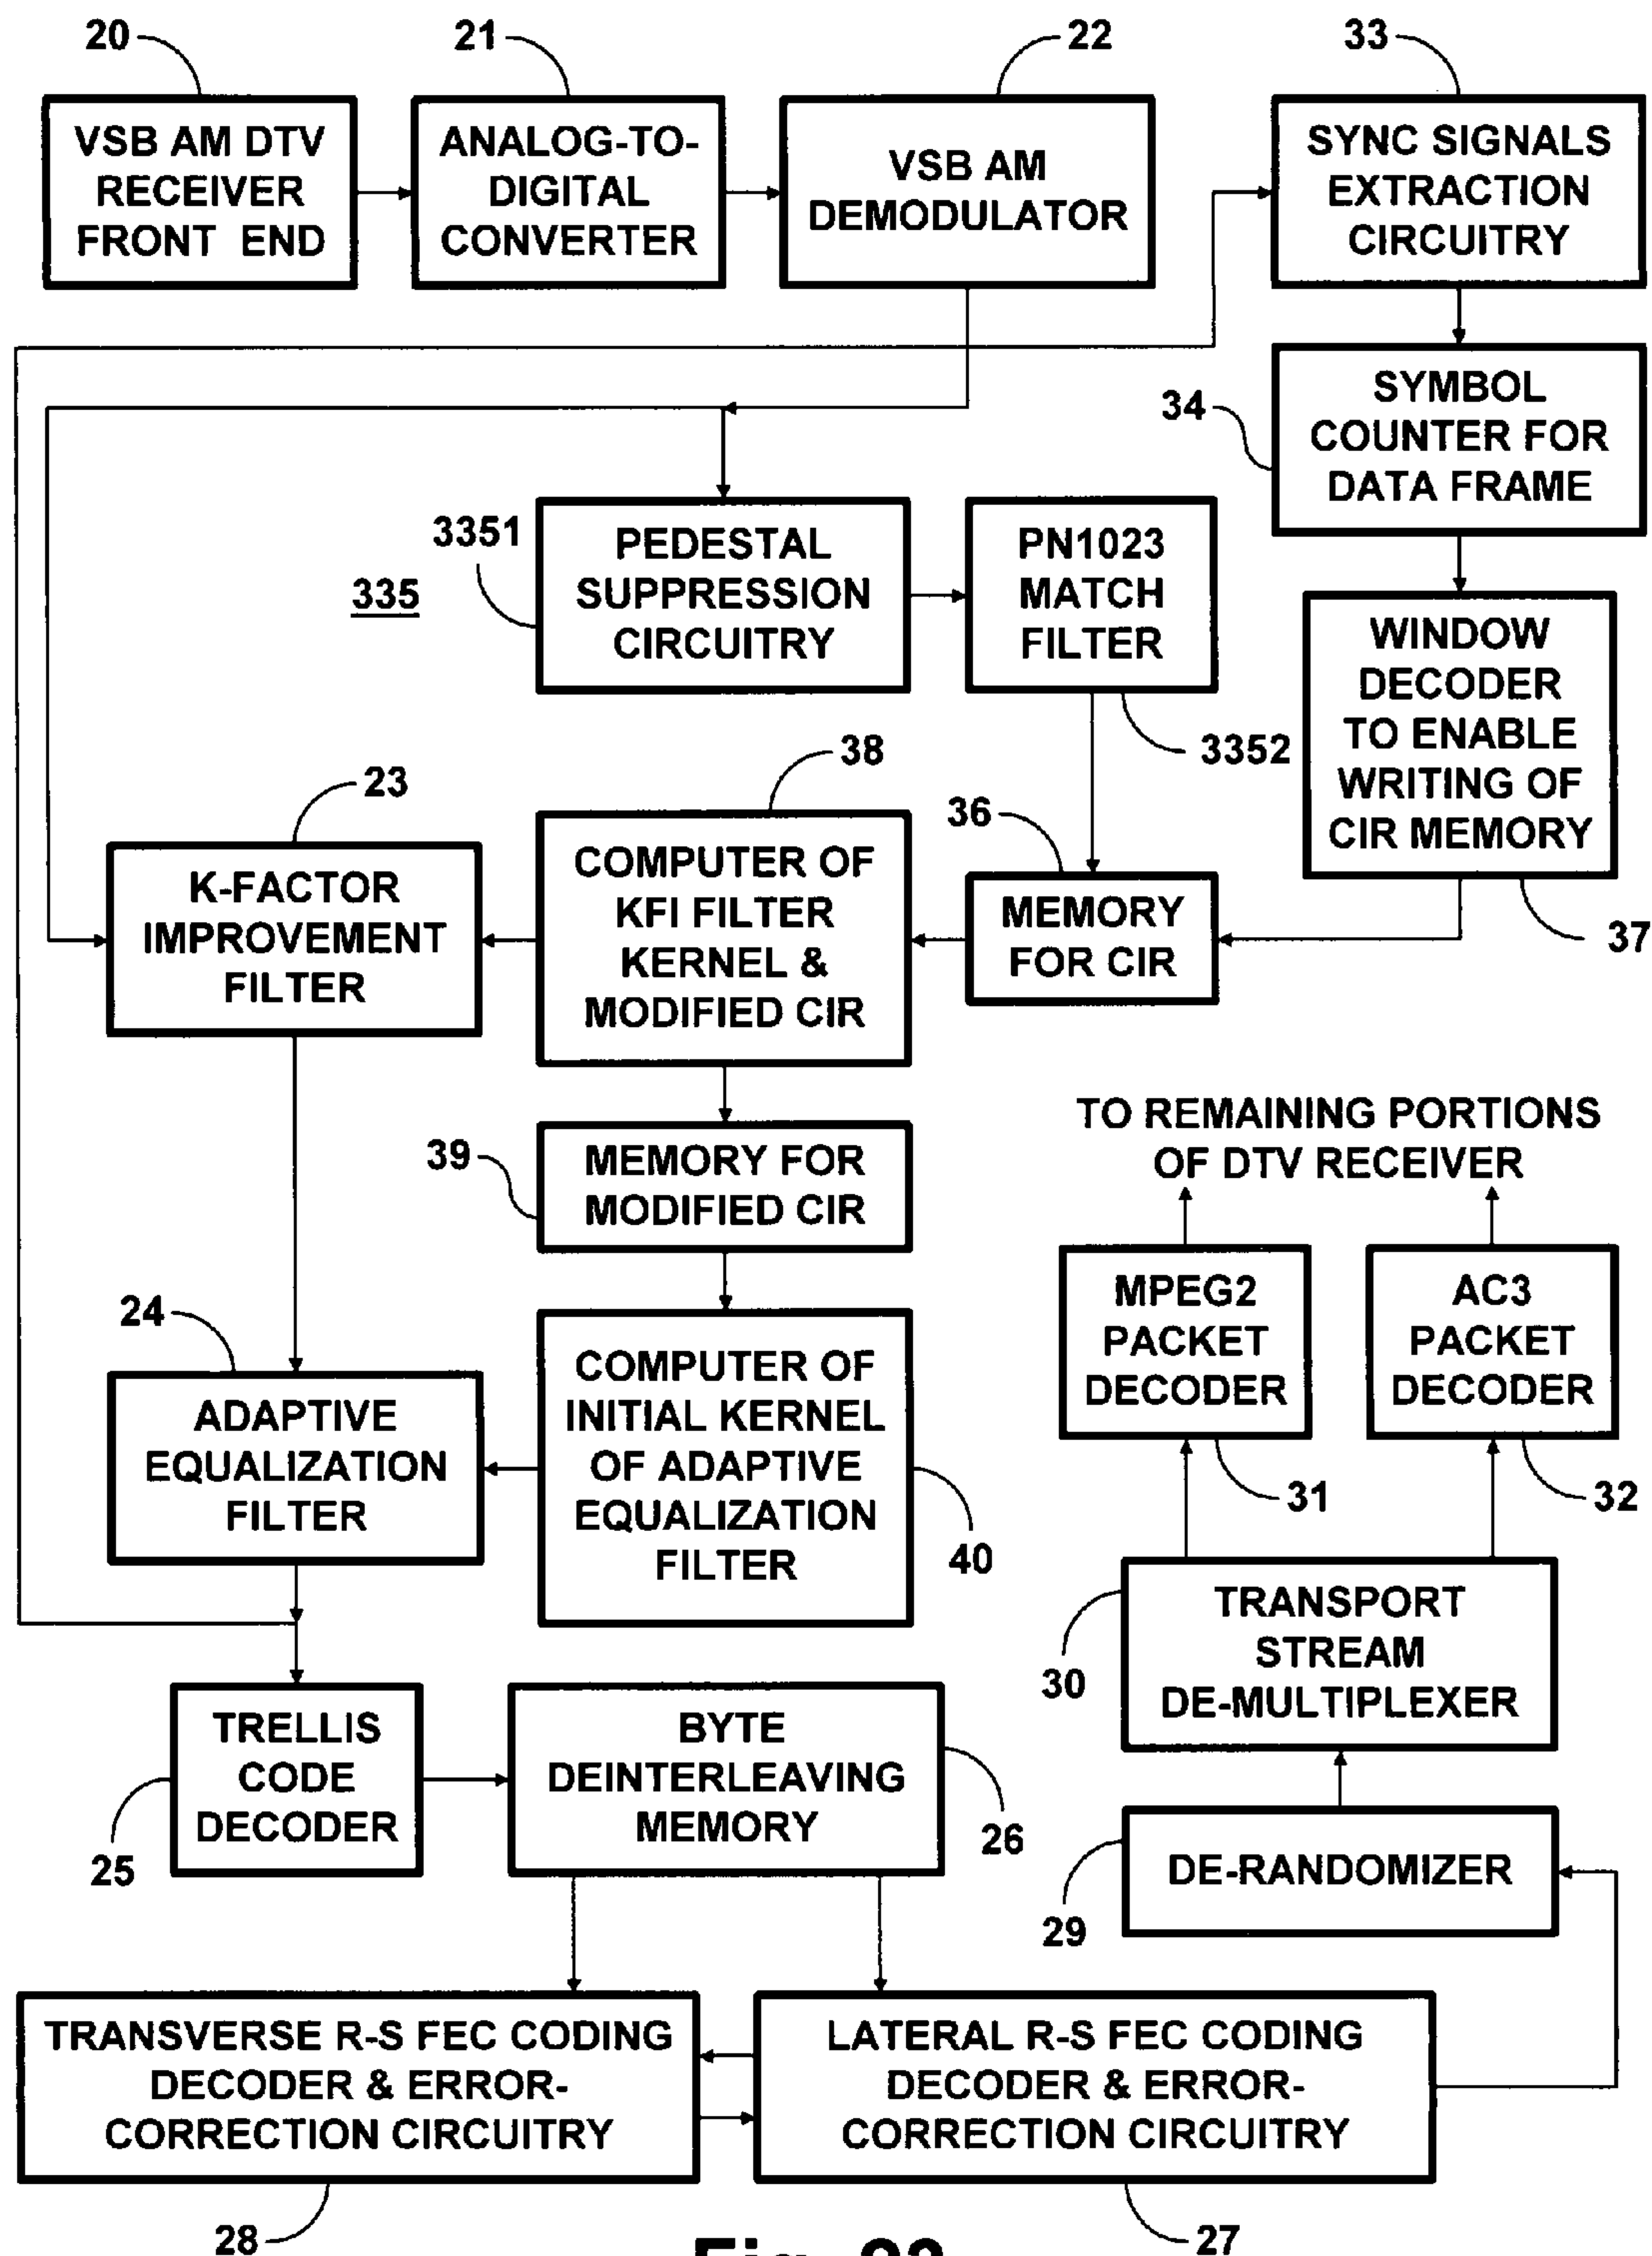 20
21
22
33
VSB AM DTV
RECEIVER
FRONT END
ANALOG-TO-
DIGITAL
CONVERTER
VSB AM
DEMODULATOR
SYNC SIGNALS
EXTRACTION
CIRCUITRY
34
SYMBOL
COUNTER FOR
DATA FRAME
3351
335
PEDESTAL
SUPPRESSION
CIRCUITRY
PN1023
MATCH
FILTER
3352
WINDOW
DECODER
TO ENABLE
WRITING OF
CIR MEMORY
37
23
38
36
K-FACTOR
IMPROVEMENT
FILTER
COMPUTER OF
KFI FILTER
KERNEL &
MODIFIED CIR
MEMORY
FOR CIR
39
MEMORY FOR
MODIFIED CIR
TO REMAINING PORTIONS
OF DTV RECEIVER
24
ADAPTIVE
EQUALIZATION
FILTER
COMPUTER OF
INITIAL KERNEL
OF ADAPTIVE
EQUALIZATION
FILTER
40
MPEG2
PACKET
DECODER
31
AC3
PACKET
DECODER
32
30
TRANSPORT
STREAM
DE-MULTIPLEXER
TRELLIS
CODE
DECODER
25
BYTE
DEINTERLEAVING
MEMORY
26
29
DE-RANDOMIZER
TRANSVERSE R-S FEC CODING
DECODER & ERROR-
CORRECTION CIRCUITRY
LATERAL R-S FEC CODING
DECODER & ERROR-
CORRECTION CIRCUITRY
28
27
Fig.